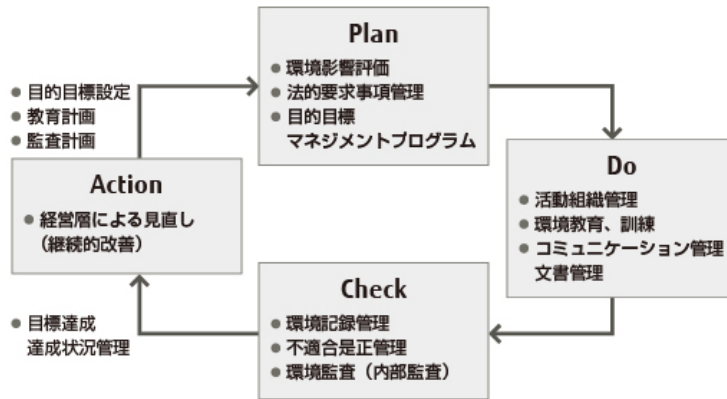 Plan
● 環境影響評価
● 法的要求事項管理
● 目的目標
マネジメントプログラム
Do
● 活動組織管理
● 環境教育、訓練
● コミュニケーション管理
文書管理
Check
● 環境記録管理
● 不適合是正管理
● 環境監査（内部監査）
● 目標達成
達成状況管理
Action
● 経営層による見直し
（継続的改善）
● 目的目標設定
● 教育計画
● 監査計画